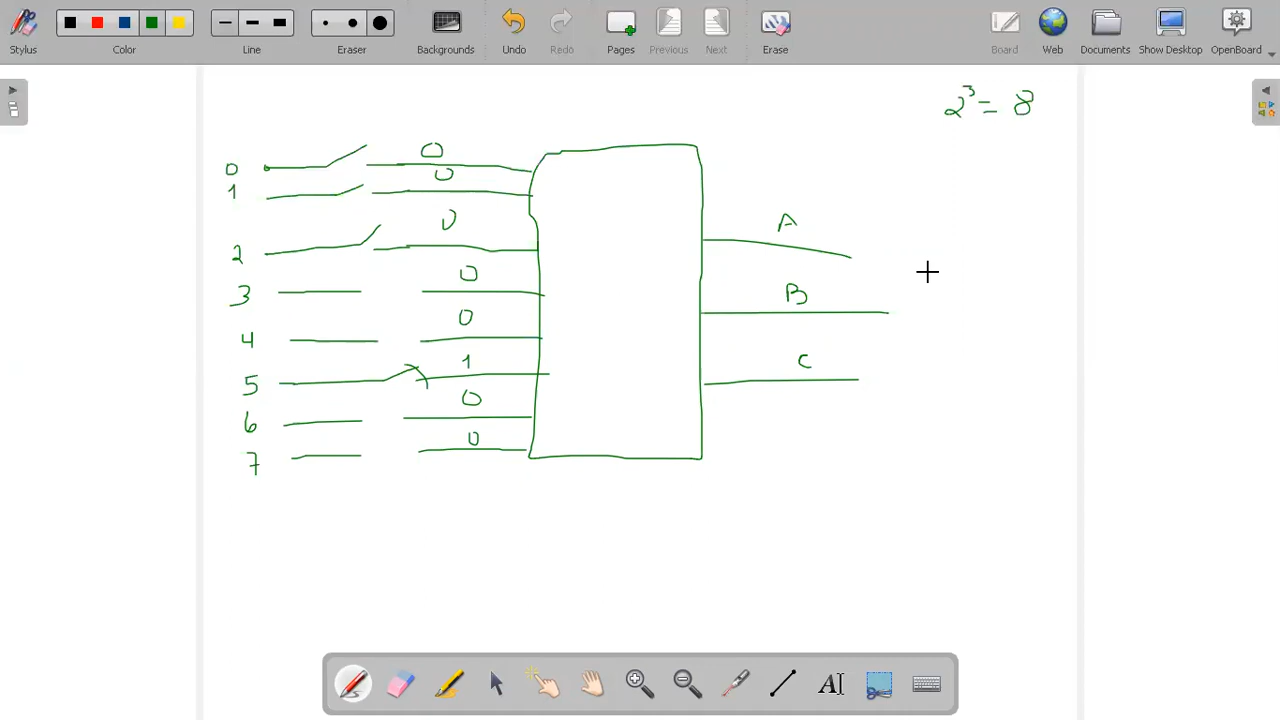 Stylus Color Line Eraser Backgrounds Undo Redo Pages Previous Next Erase Board Web Documents Show Desktop OpenBoard
2³ = 8
0 0
1 0
2 0 A
3 0 B
4 0
5 1 C
6 0
7 0
AI